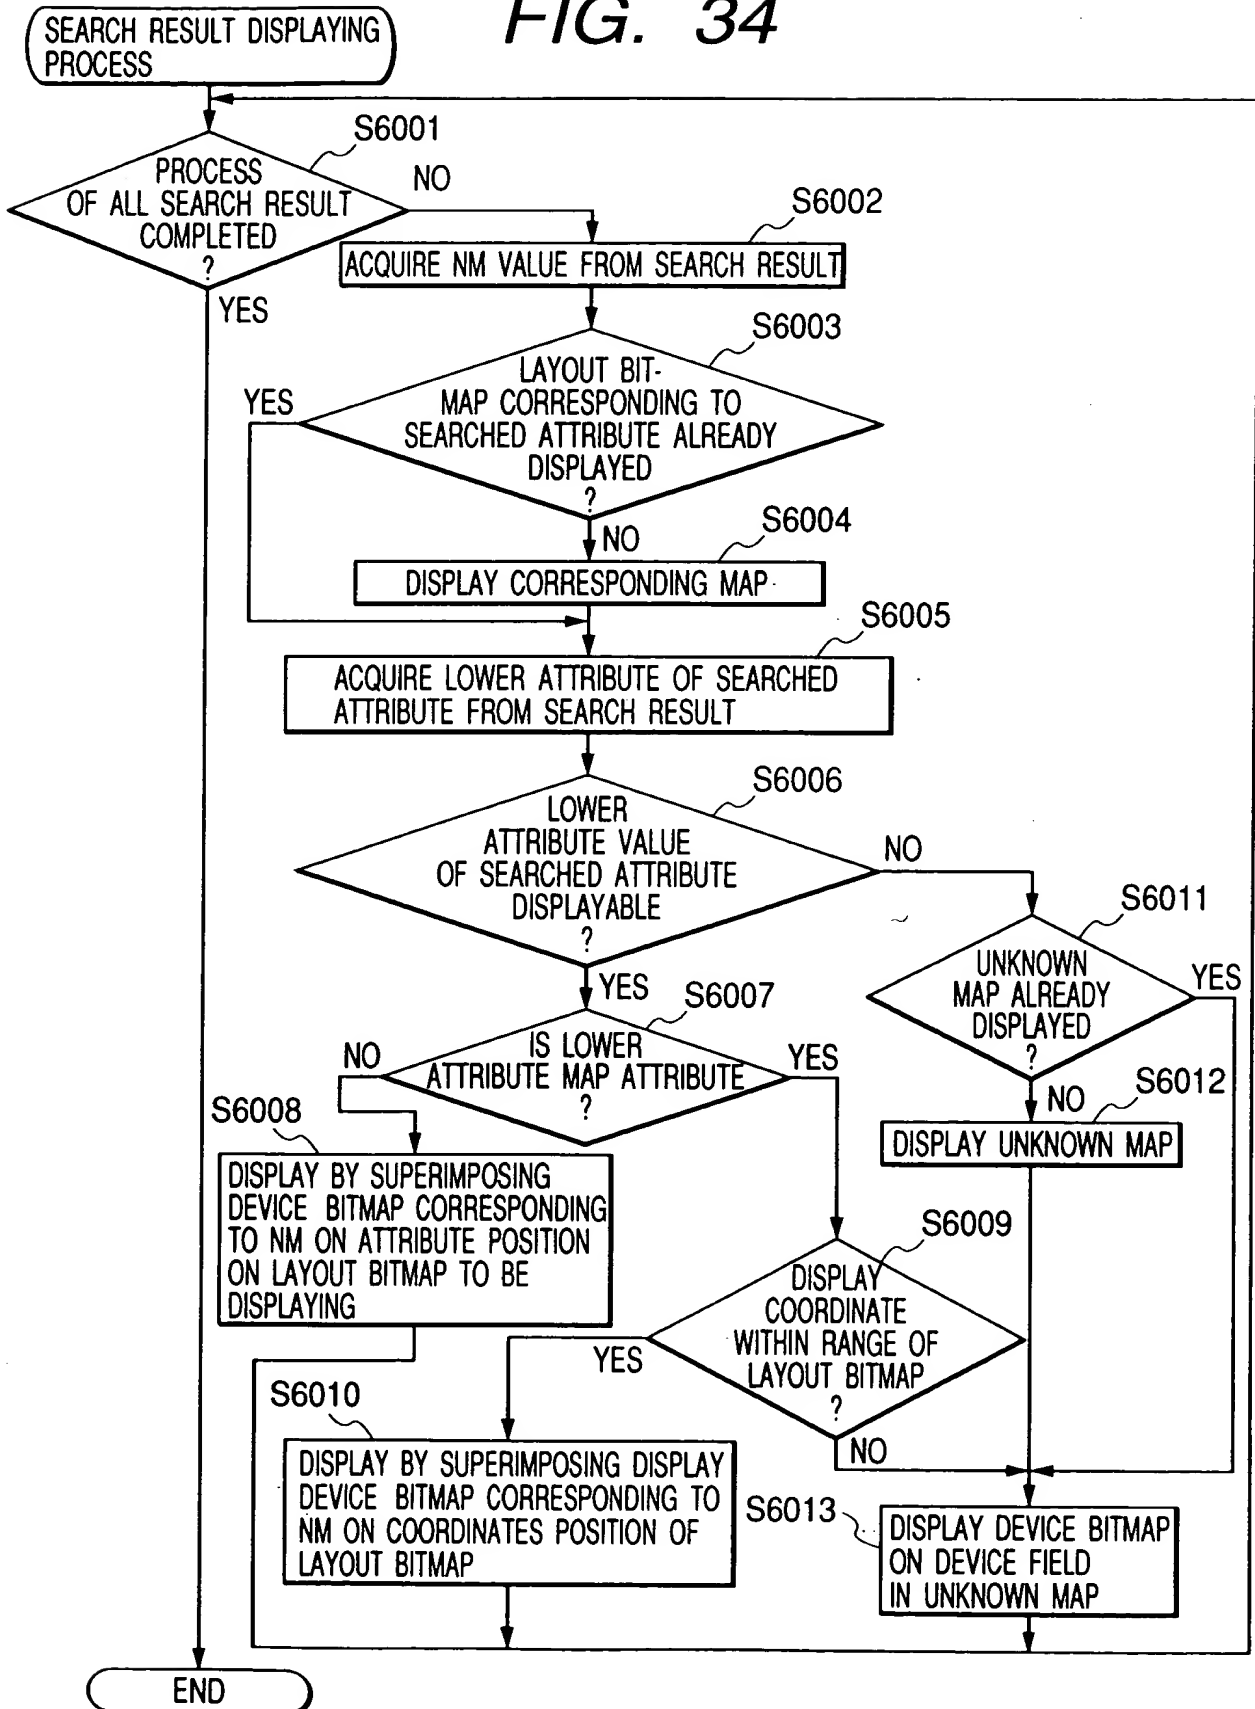 FIG. 34
SEARCH RESULT DISPLAYING
PROCESS
S6001
PROCESS
OF ALL SEARCH RESULT
COMPLETED
?
NO
YES
S6002
ACQUIRE NM VALUE FROM SEARCH RESULT
S6003
LAYOUT BIT-
MAP CORRESPONDING TO
SEARCHED ATTRIBUTE ALREADY
DISPLAYED
?
YES
NO
S6004
DISPLAY CORRESPONDING MAP
S6005
ACQUIRE LOWER ATTRIBUTE OF SEARCHED
ATTRIBUTE FROM SEARCH RESULT
S6006
LOWER
ATTRIBUTE VALUE
OF SEARCHED ATTRIBUTE
DISPLAYABLE
?
NO
YES
S6011
UNKNOWN
MAP ALREADY
DISPLAYED
?
YES
NO
S6007
IS LOWER
ATTRIBUTE MAP ATTRIBUTE
?
NO
YES
S6012
DISPLAY UNKNOWN MAP
S6008
DISPLAY BY SUPERIMPOSING
DEVICE BITMAP CORRESPONDING
TO NM ON ATTRIBUTE POSITION
ON LAYOUT BITMAP TO BE
DISPLAYING
S6009
DISPLAY
COORDINATE
WITHIN RANGE OF
LAYOUT BITMAP
?
YES
NO
S6010
DISPLAY BY SUPERIMPOSING DISPLAY
DEVICE BITMAP CORRESPONDING TO
NM ON COORDINATES POSITION OF
LAYOUT BITMAP
S6013
DISPLAY DEVICE BITMAP
ON DEVICE FIELD
IN UNKNOWN MAP
END